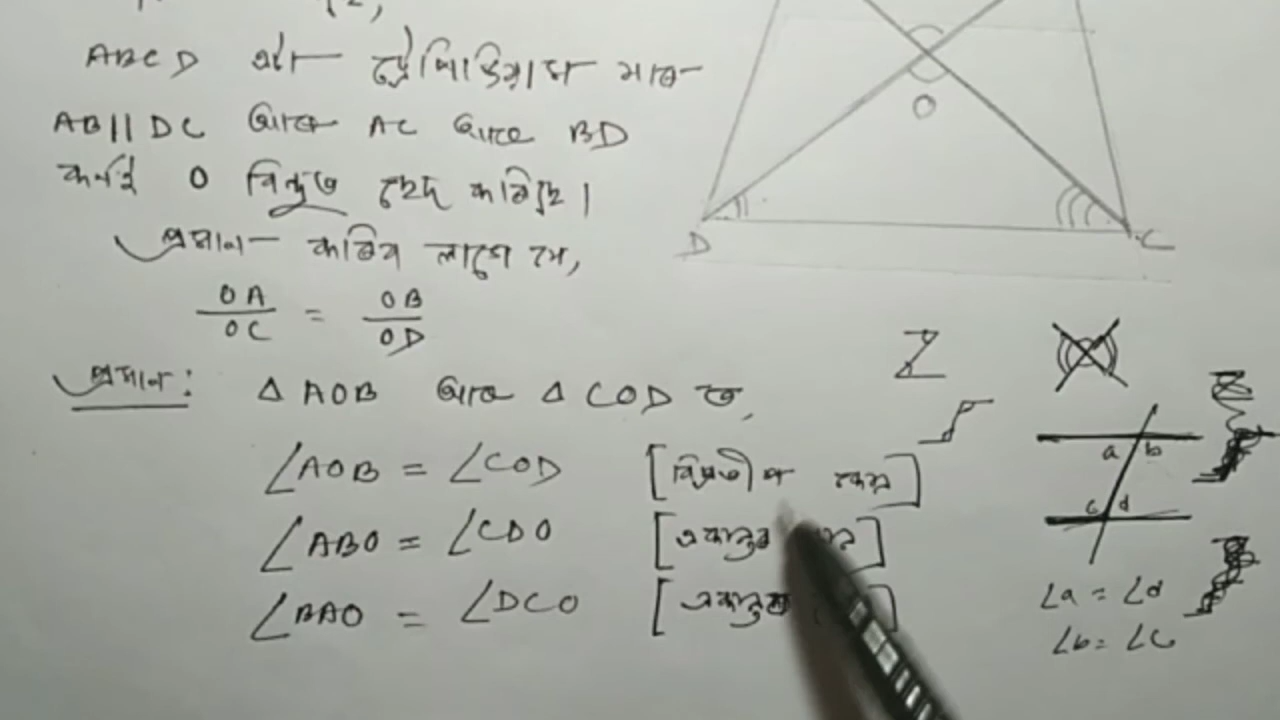 ABCD এটা ট্ৰেপিজিয়াম য'ত
AB || DC আৰু AC আৰু BD
কৰ্ণই O বিন্দুত ছেদ কৰিছে।
প্ৰমাণ কৰিব লাগে যে,
OA/OC = OB/OD
প্ৰমাণ: Δ AOB আৰু Δ COD ত,
∠AOB = ∠COD [বিপ্ৰতীপ কোণ]
∠ABO = ∠CDO [একান্তৰ
∠BAO = ∠DCO [একান্তৰ
O
D
C
a b
c d
∠a = ∠d
∠b = ∠c